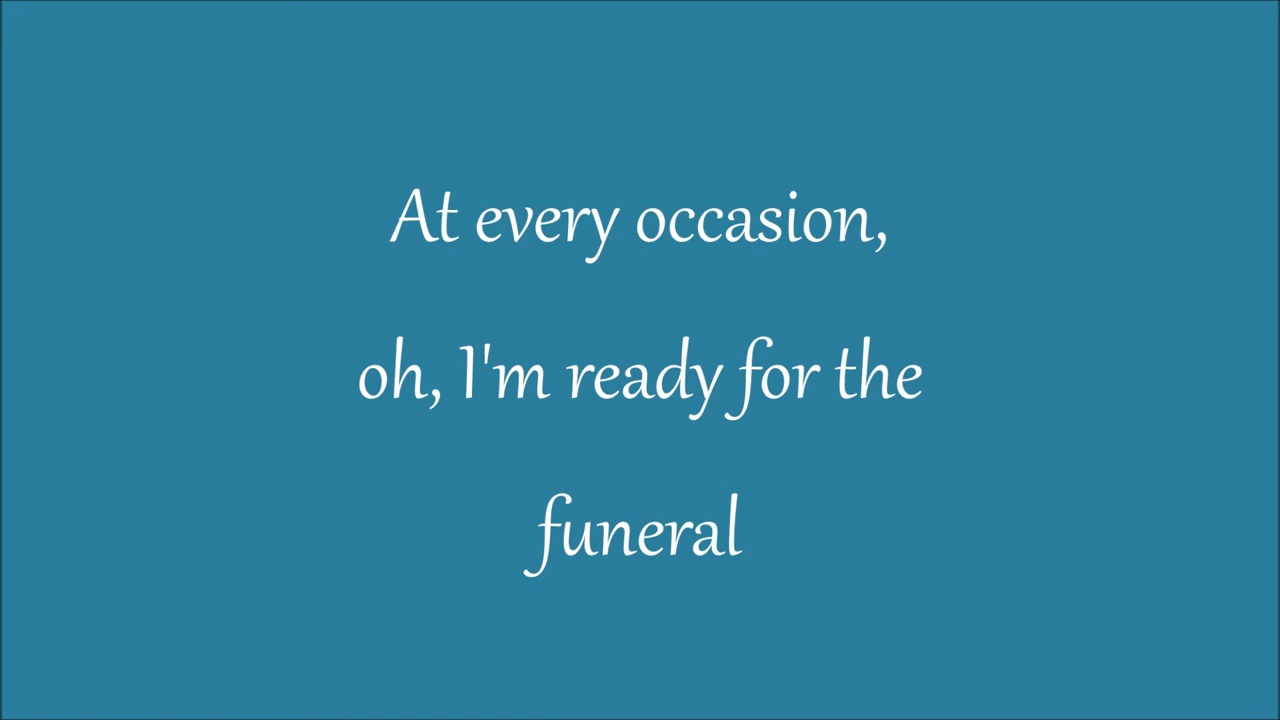 At every occasion,
oh, I'm ready for the
funeral